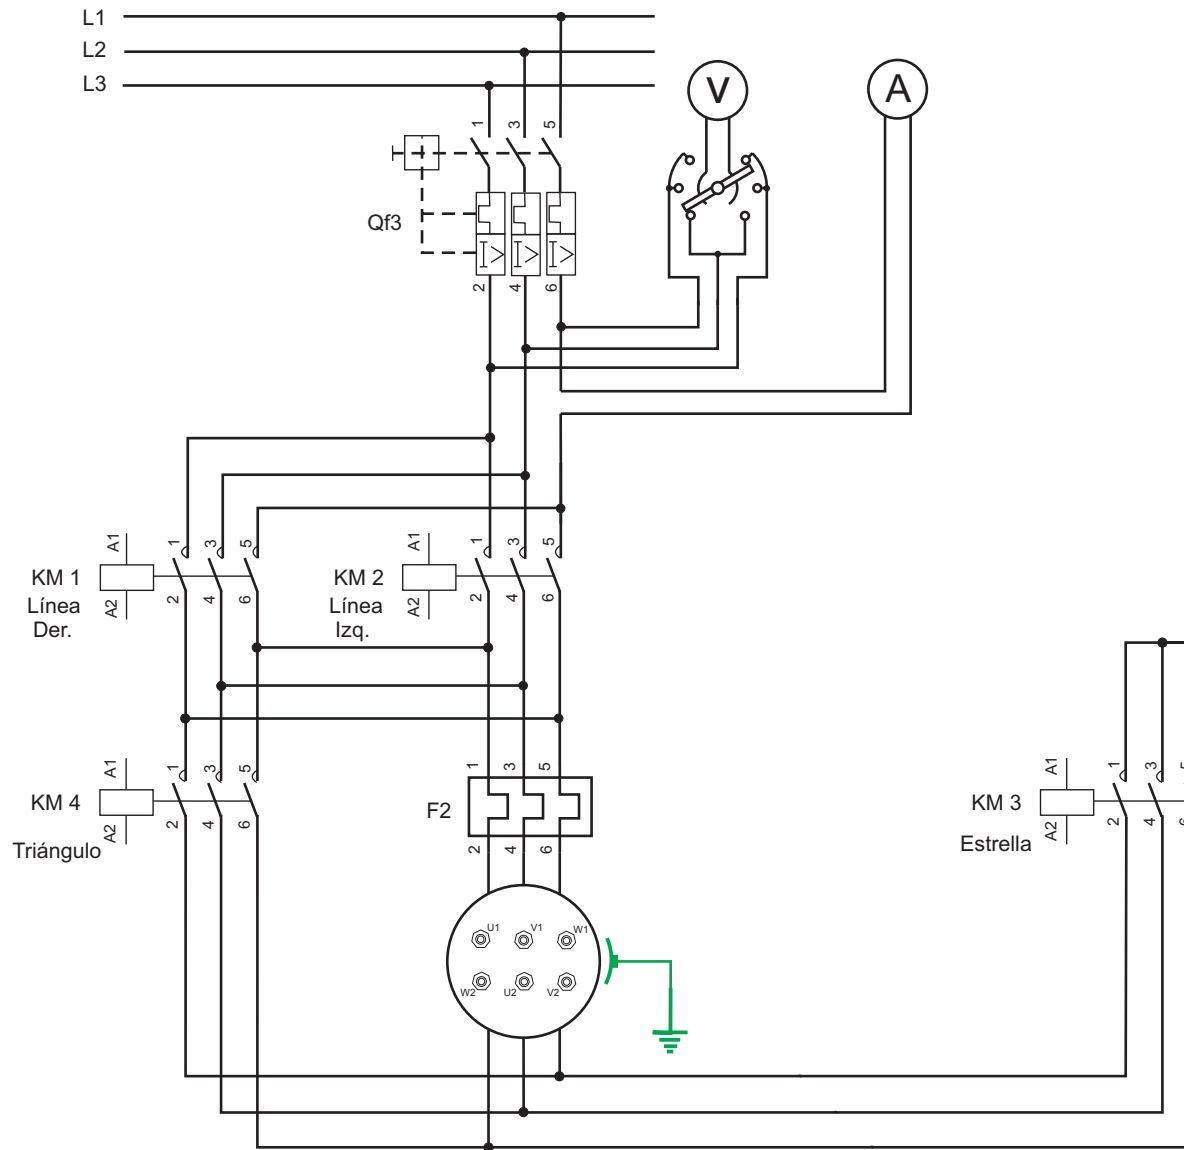 L1
L2
L3
V
A
1 3 5
Qf3
2 4 6
A1 1 3 5
KM 1
Línea
Der.
A2 2 4 6
A1 1 3 5
KM 2
Línea
Izq.
A2 2 4 6
A1 1 3 5
KM 4
Triángulo
A2 2 4 6
1 3 5
F2
2 4 6
A1 1 3 5
KM 3
Estrella
A2 2 4 6
U1 V1 W1
W2 U2 V2